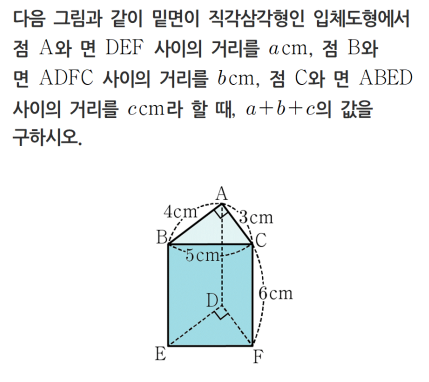 다음 그림과 같이 밑면이 직각삼각형인 입체도형에서
점 A와 면 DEF 사이의 거리를 a cm, 점 B와
면 ADFC 사이의 거리를 b cm, 점 C와 면 ABED
사이의 거리를 c cm라 할 때, a+b+c의 값을
구하시오.
A
4cm
3cm
B
C
5cm
D
6cm
E
F